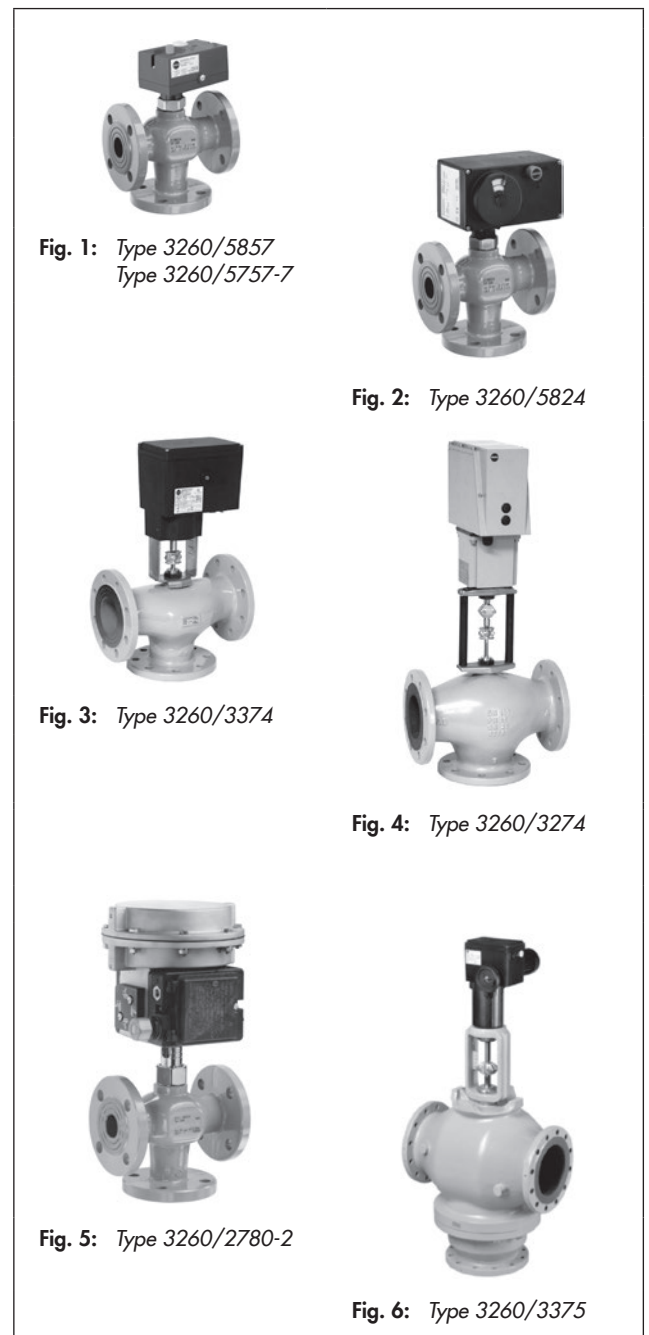 Fig. 1: Type 3260/5857
Type 3260/5757-7
Fig. 2: Type 3260/5824
Fig. 3: Type 3260/3374
Fig. 4: Type 3260/3274
Fig. 5: Type 3260/2780-2
Fig. 6: Type 3260/3375